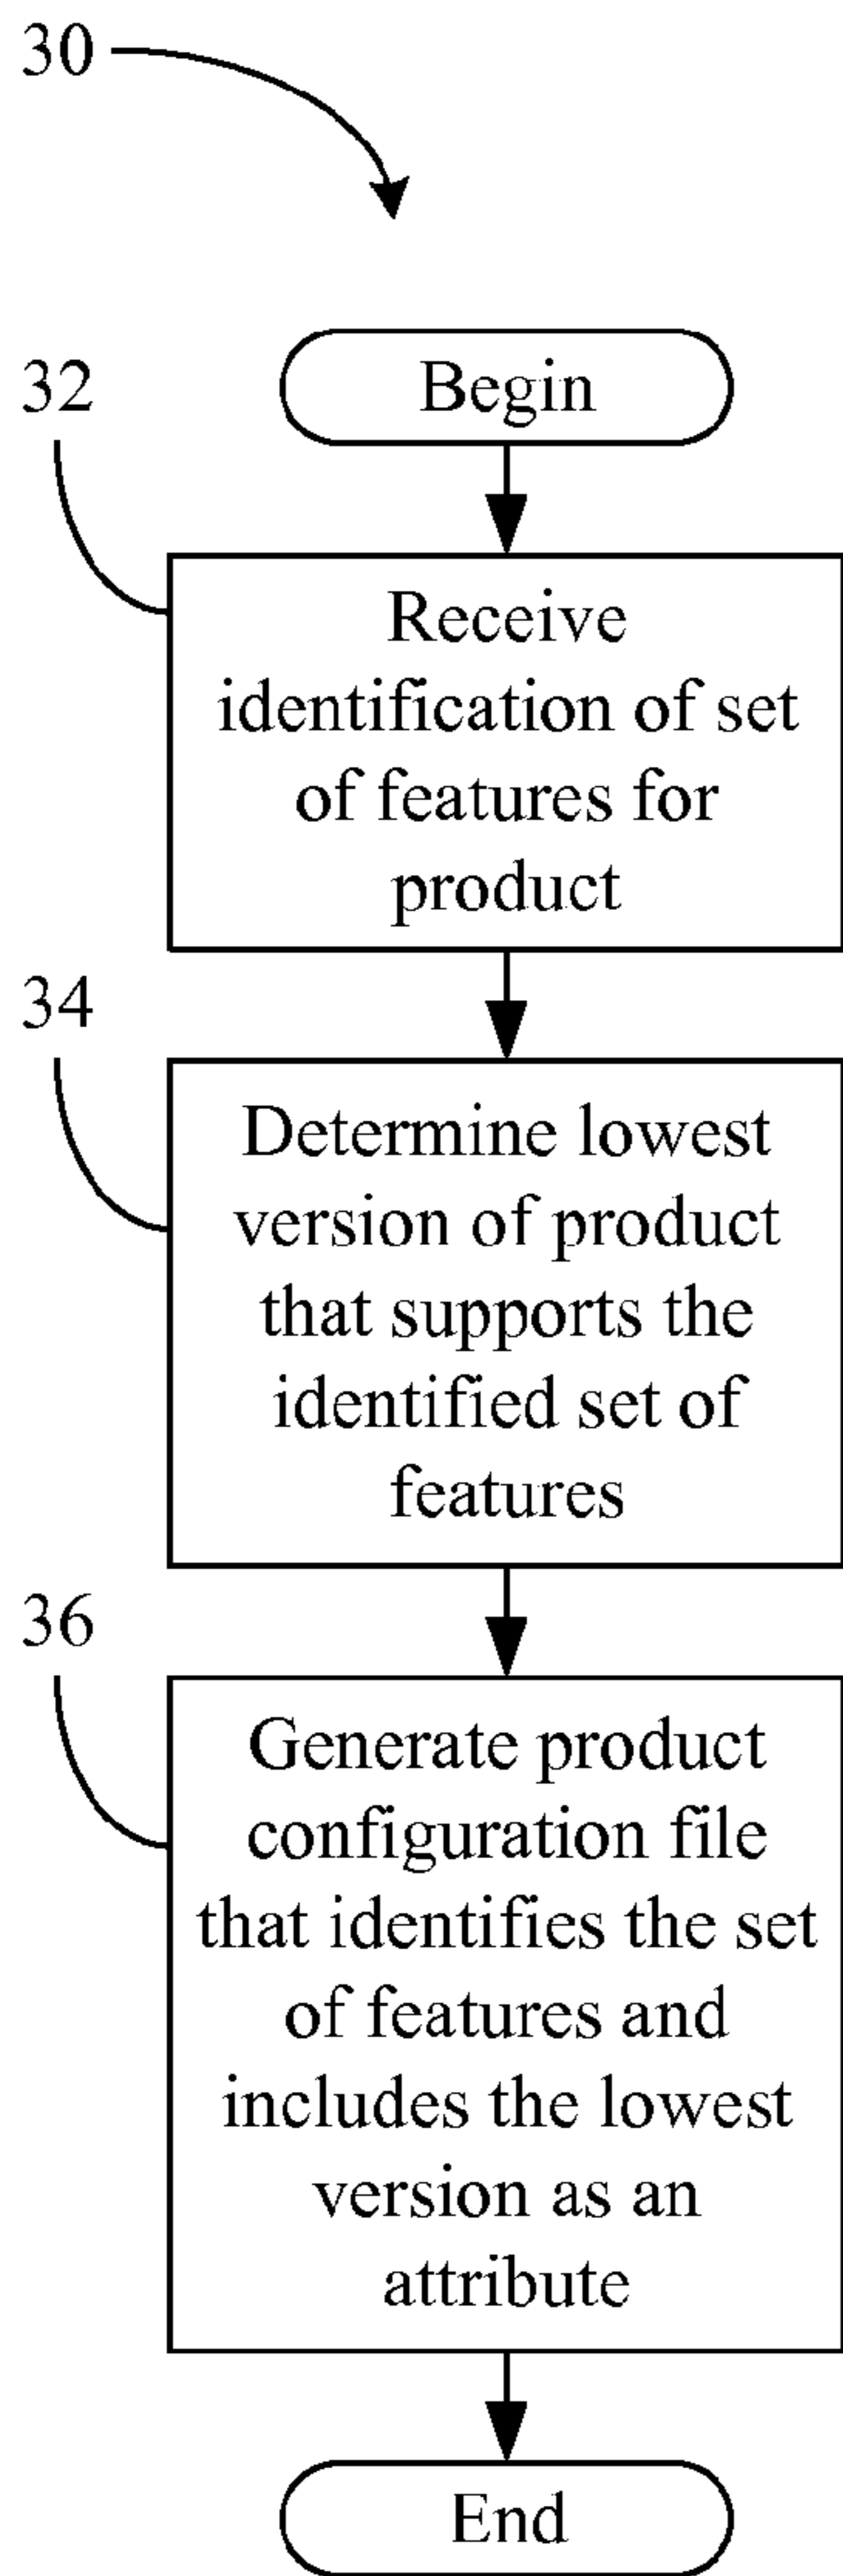 30
32
Begin
Receive
identification of set
of features for
product
34
Determine lowest
version of product
that supports the
identified set of
features
36
Generate product
configuration file
that identifies the set
of features and
includes the lowest
version as an
attribute
End